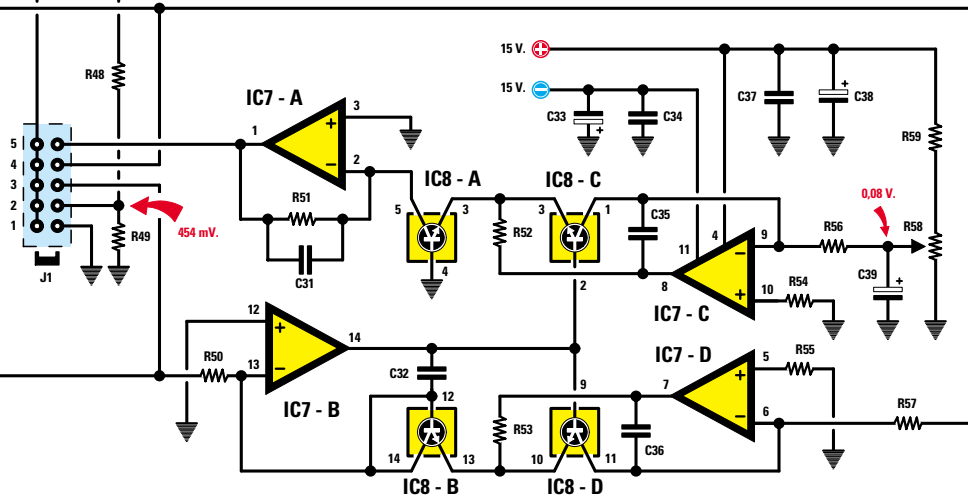 15 V.
15 V.
R48
IC7 - A
C33
C34
C37
+
C38
R59
+
3
1
5
4
3
2
1
−
2
IC8 - A
IC8 - C
R51
5
3
3
1
0,08 V.
C35
R52
11
4
9
R56
R58
454 mV.
R49
J1
C31
4
2
8
−
10
+
R54
C39
+
+
IC7 - C
12
+
14
IC7 - D
R50
13
−
C32
IC7 - B
9
7
5
R55
+
12
−
6
R57
R53
C36
14
13
10
11
IC8 - B
IC8 - D